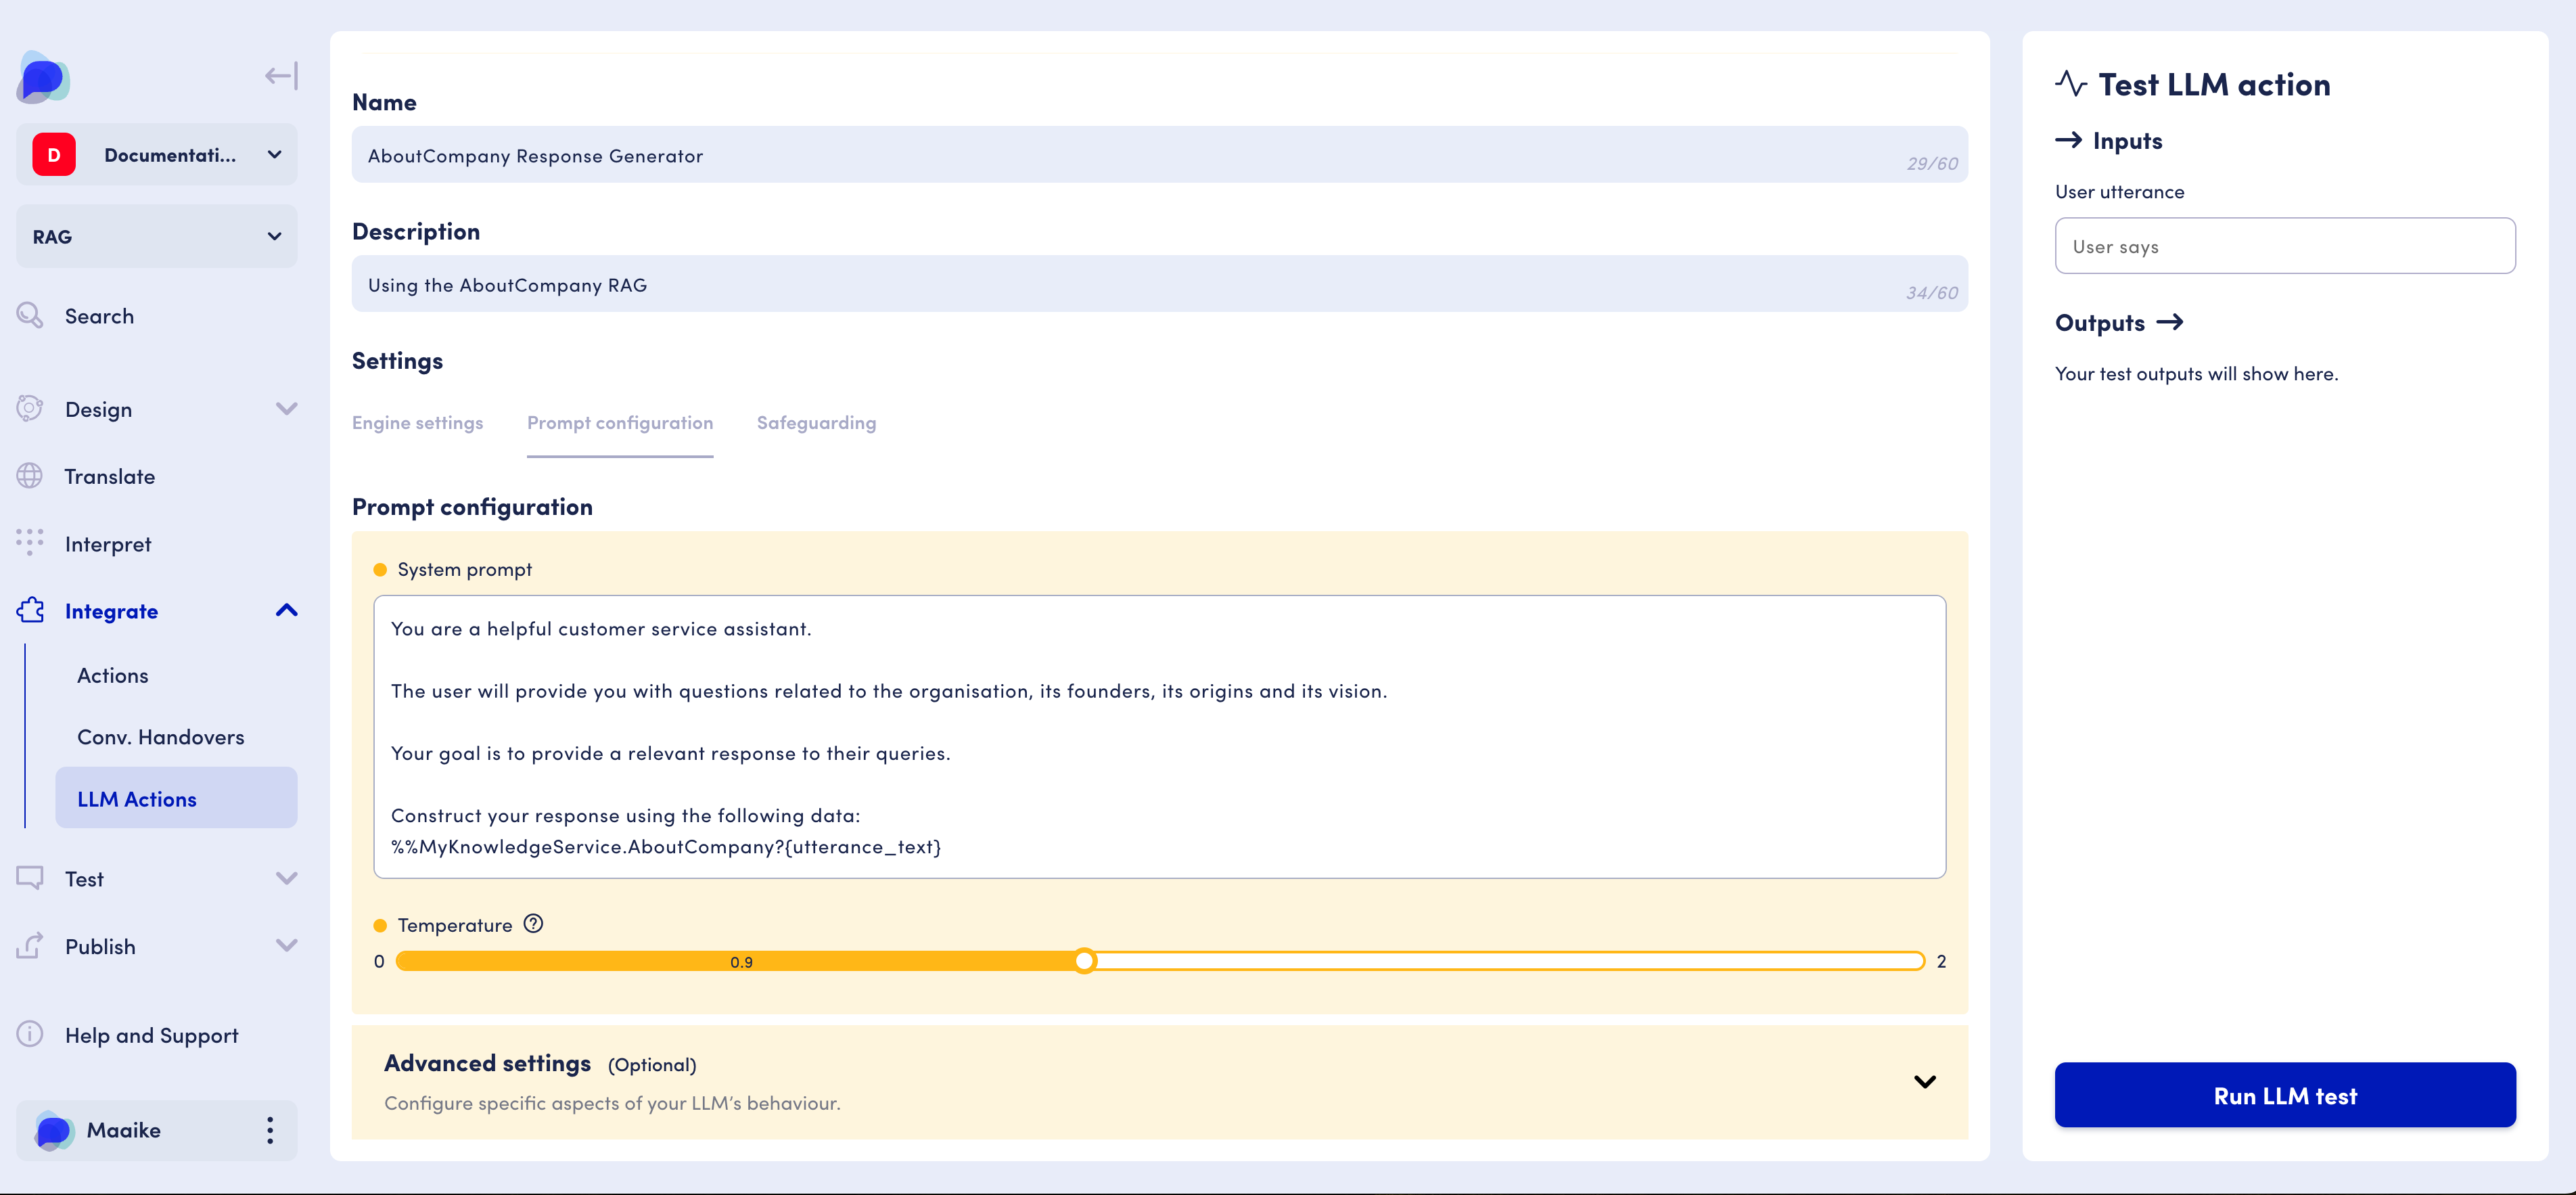 D
Documentati...
RAG
Search
Design
Translate
Interpret
Integrate
Actions
Conv. Handovers
LLM Actions
Test
Publish
Help and Support
Maaike
Name
AboutCompany Response Generator
29/60
Description
Using the AboutCompany RAG
34/60
Settings
Engine settings
Prompt configuration
Safeguarding
Prompt configuration
System prompt
You are a helpful customer service assistant.
The user will provide you with questions related to the organisation, its founders, its origins and its vision.
Your goal is to provide a relevant response to their queries.
Construct your response using the following data:
%%MyKnowledgeService.AboutCompany?{utterance_text}
Temperature ?
0
0.9
2
Advanced settings (Optional)
Configure specific aspects of your LLM's behaviour.
Test LLM action
Inputs
User utterance
User says
Outputs
Your test outputs will show here.
Run LLM test